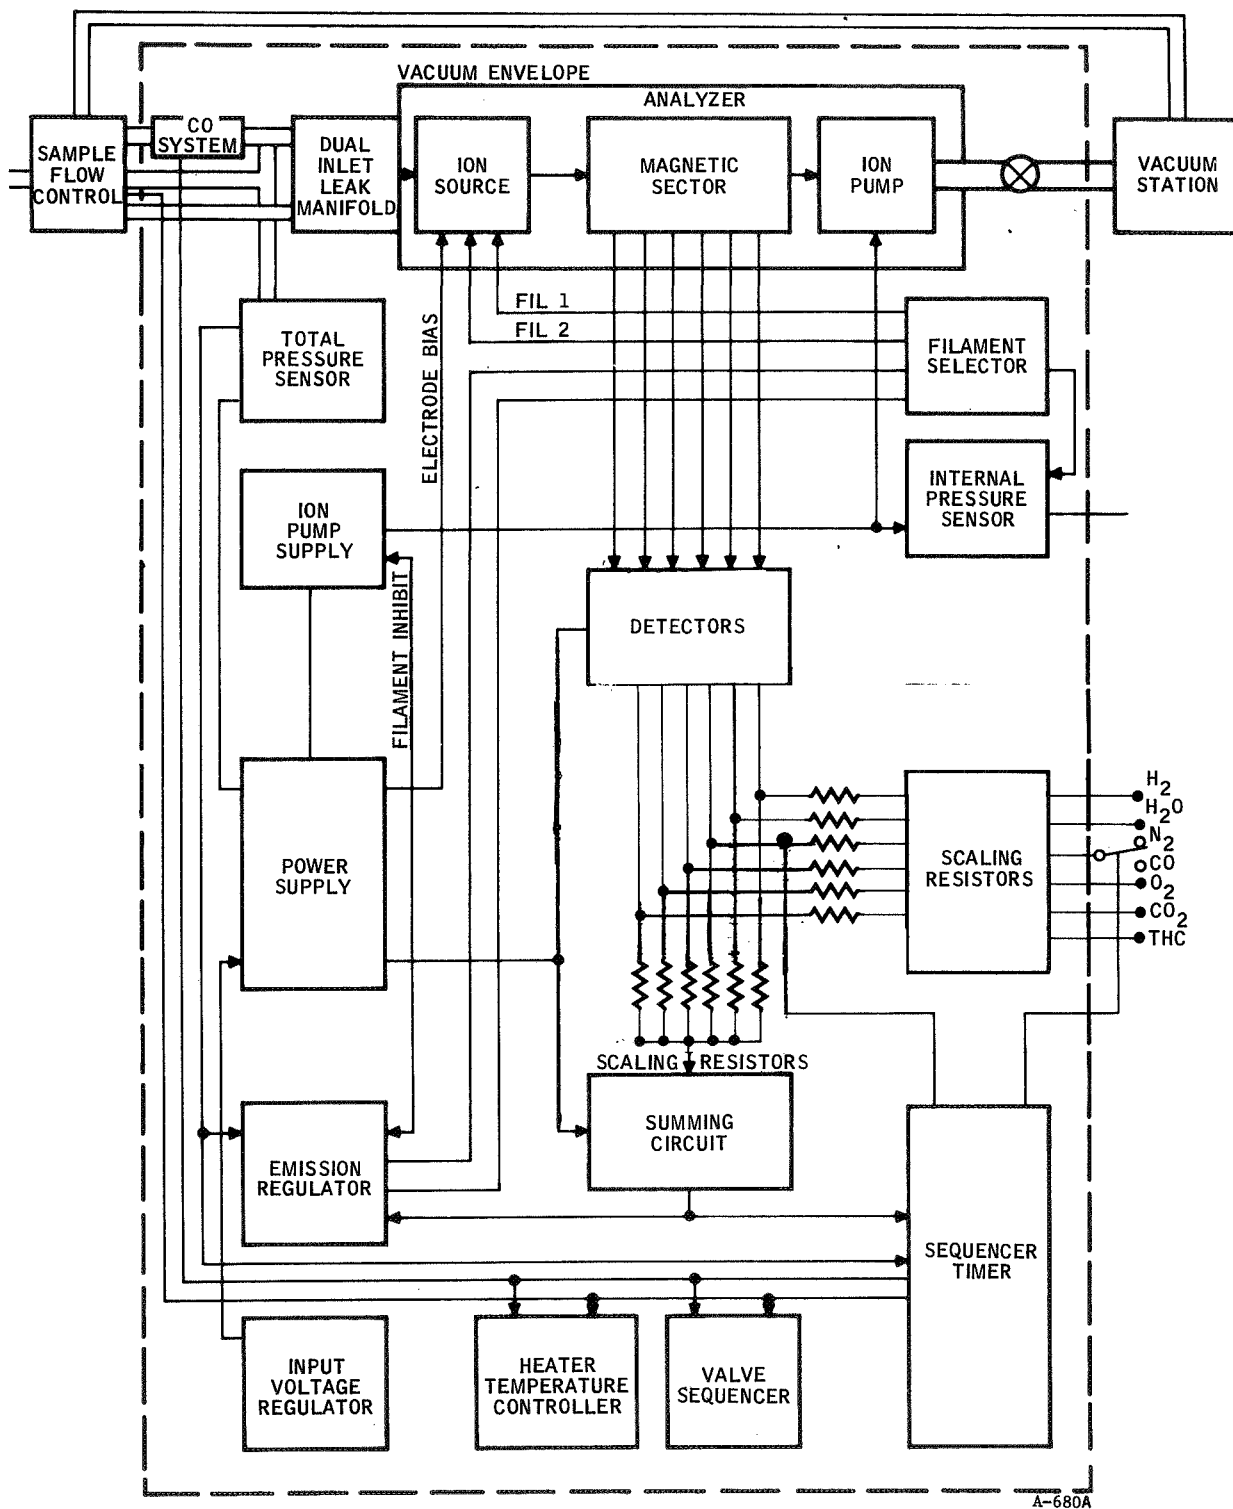 VACUUM ENVELOPE
ANALYZER
SAMPLE
FLOW
CONTROL
CO
SYSTEM
DUAL
INLET
LEAK
MANIFOLD
ION
SOURCE
MAGNETIC
SECTOR
ION
PUMP
VACUUM
STATION
FIL 1
FIL 2
ELECTRODE BIAS
TOTAL
PRESSURE
SENSOR
FILAMENT
SELECTOR
ION
PUMP
SUPPLY
INTERNAL
PRESSURE
SENSOR
FILAMENT INHIBIT
DETECTORS
POWER
SUPPLY
SCALING
RESISTORS
H2
H2O
N2
CO
O2
CO2
THC
SCALING RESISTORS
SUMMING
CIRCUIT
EMISSION
REGULATOR
SEQUENCER
TIMER
INPUT
VOLTAGE
REGULATOR
HEATER
TEMPERATURE
CONTROLLER
VALVE
SEQUENCER
A-680A